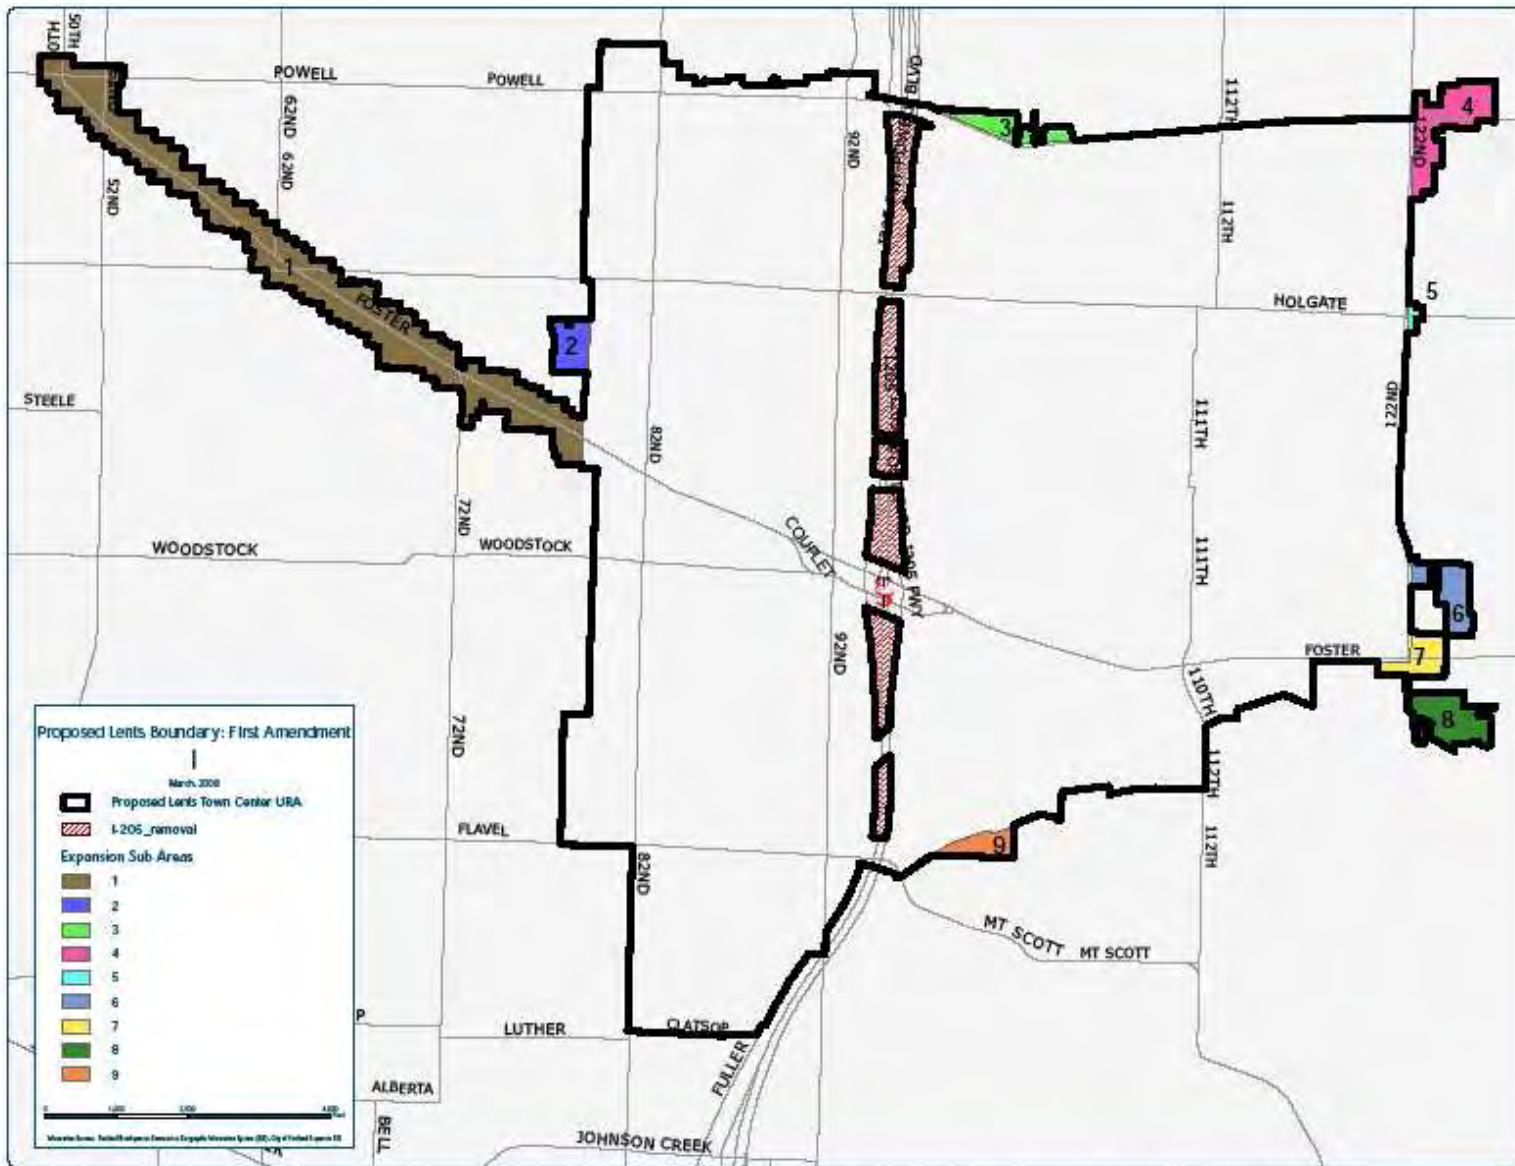 50TH
POWELL
POWELL
BLVD
112TH
4
3
122ND
62ND
62ND
92ND
52ND
112TH
1
FOSTER
HOLGATE
5
2
STEELE
82ND
111TH
122ND
72ND
WOODSTOCK
WOODSTOCK
COUPLET
PWY
111TH
6
92ND
FOSTER
7
110TH
8
72ND
112TH
FLAVEL
9
82ND
112TH
MT SCOTT
MT SCOTT
P
LUTHER
CLATSOP
FULLER
ALBERTA
BELL
JOHNSON CREEK
Proposed Lents Boundary: First Amendment
Proposed Lents Town Center URA
I-205_removal
Expansion Sub Areas
1
2
3
4
5
6
7
8
9